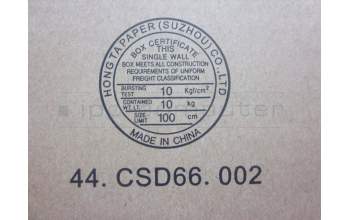 HONG TA PAPER (SUZHOU) CO., LTD
BOX CERTIFICATE
THIS
SINGLE WALL
BOX MEETS ALL CONSTRUCTION
REQUIREMENTS OF UNIFORM
FREIGHT CLASSIFICATION
BURSTING TEST 10 Kgf/cm²
CONTAINED WT. LT. 10 kg
SIZE UNIT 100 cm
MADE IN CHINA
44. CSD66. 002